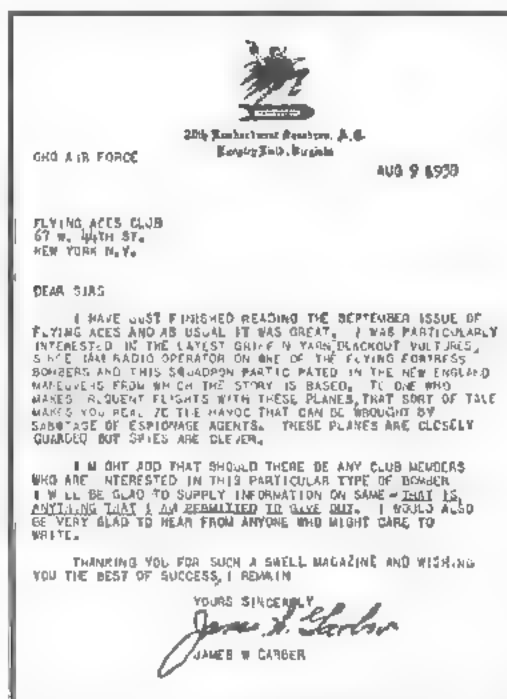 20th Bombardment Squadron, A.C.
Langley Field, Virginia
GHQ AIR FORCE
AUG 9
FLYING ACES CLUB
67 W. 44TH ST.
NEW YORK N.Y.
DEAR SIRS
I HAVE JUST FINISHED READING THE SEPTEMBER ISSUE OF
FLYING ACES AND AS USUAL IT WAS GREAT. I WAS PARTICULARLY
INTERESTED IN THE LATEST GRIFFIN YARN, BLACKOUT VULTURES,
SINCE I AM RADIO OPERATOR ON ONE OF THE FLYING FORTRESS
BOMBERS AND THIS SQUADRON PARTICIPATED IN THE NEW ENGLAND
MANEUVERS FROM WHICH THE STORY IS BASED. TO ONE WHO
MAKES FREQUENT FLIGHTS WITH THESE PLANES, THAT SORT OF TALE
MAKES YOU REALIZE THE HAVOC THAT CAN BE WROUGHT BY
SABOTAGE OF ESPIONAGE AGENTS. THESE PLANES ARE CLOSELY
GUARDED BUT SPIES ARE CLEVER.
I MIGHT ADD THAT SHOULD THERE BE ANY CLUB MEMBERS
WHO ARE INTERESTED IN THIS PARTICULAR TYPE OF BOMBER
I WILL BE GLAD TO SUPPLY INFORMATION ON SAME - THAT IS,
ANYTHING THAT I AM PERMITTED TO GIVE OUT. I WOULD ALSO
BE VERY GLAD TO HEAR FROM ANYONE WHO MIGHT CARE TO
WRITE.
THANKING YOU FOR SUCH A SWELL MAGAZINE AND WISHING
YOU THE BEST OF SUCCESS, I REMAIN
YOURS SINCERELY
James W. Garber
JAMES W GARBER